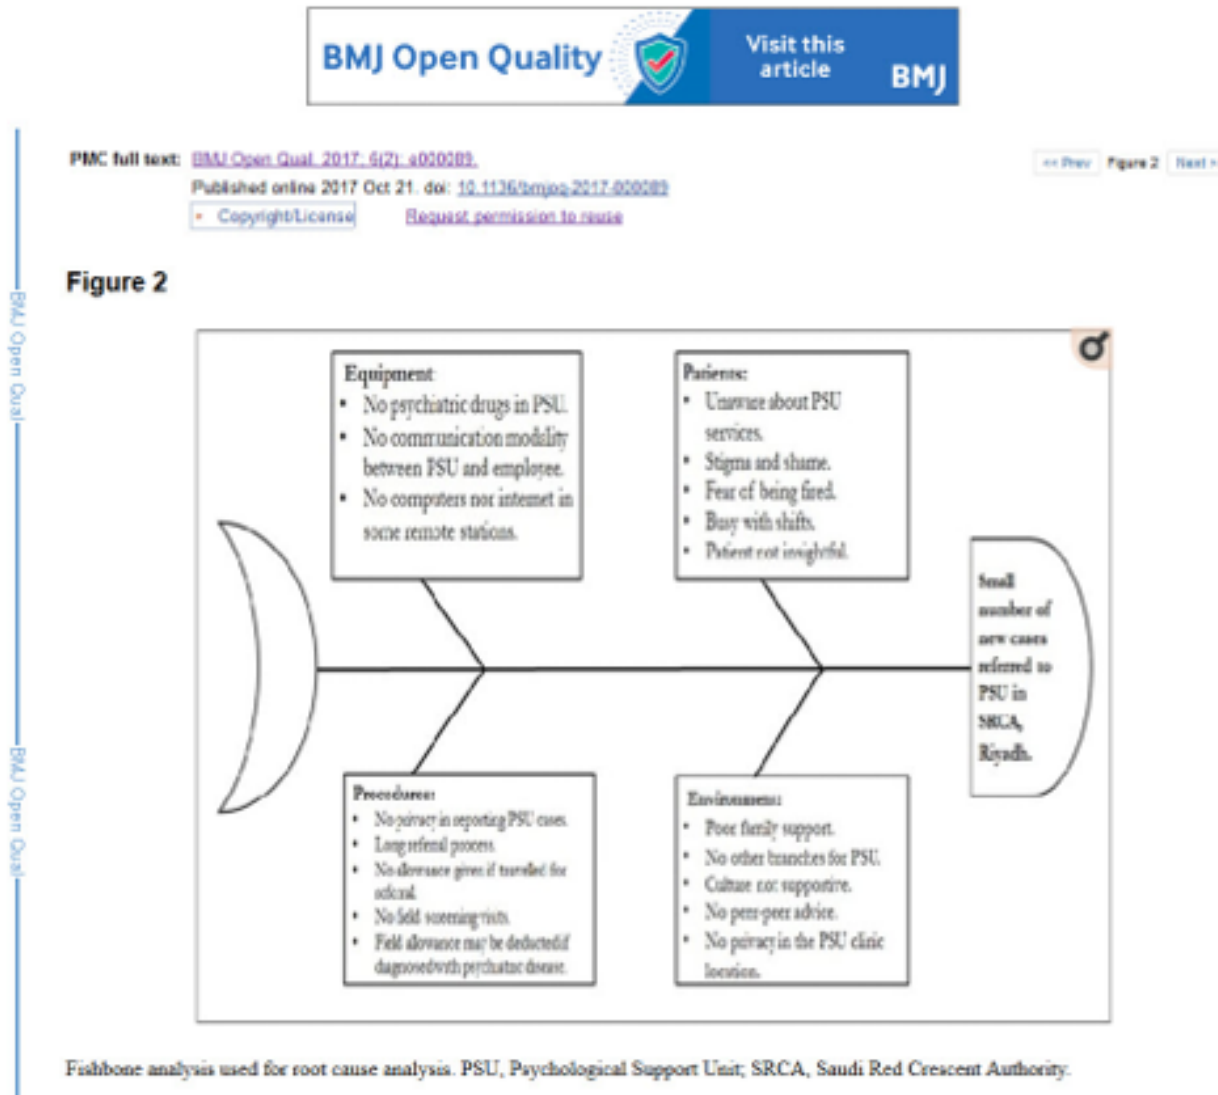 BMJ Open Quality
Visit this
article
BMJ
PMC full text: BMJ Open Qual. 2017; 6(2): e000089.
Published online 2017 Oct 21. doi: 10.1136/bmjoq-2017-000089
Copyright/License
Request permission to reuse
<< Prev
Figure 2
Next >
Figure 2
BMJ Open Qual
BMJ Open Qual
Equipment:
• No psychiatric drugs in PSU.
• No communication modality
between PSU and employee.
• No computers nor internet in
some remote stations.
Patients:
• Unaware about PSU
services.
• Stigma and shame.
• Fear of being fired.
• Busy with shifts.
• Patient not insightful.
Small
number of
new cases
referred to
PSU in
SRCA,
Riyadh.
Procedures:
• No privacy in reporting PSU cases.
• Long referral process.
• No allowance given if travelled for
referral.
• No field screening visits.
• Field allowance may be deducted if
diagnosed with psychiatric disease.
Environment:
• Poor family support.
• No other branches for PSU.
• Culture not supportive.
• No peer-peer advice.
• No privacy in the PSU clinic
location.
Fishbone analysis used for root cause analysis. PSU, Psychological Support Unit; SRCA, Saudi Red Crescent Authority.